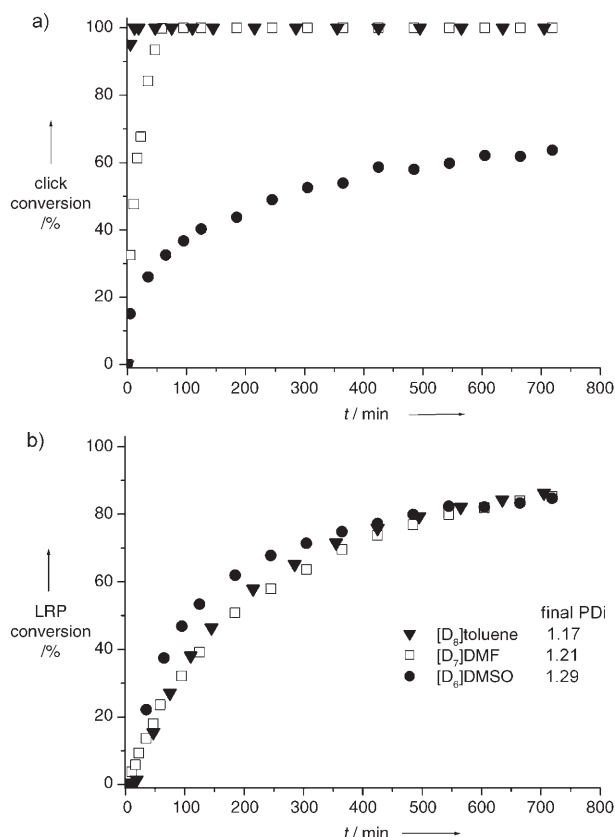 a)
100
80
60
40
20
0
click
conversion
/%
0 100 200 300 400 500 600 700 800
t / min
b)
100
80
60
40
20
0
LRP
conversion
/%
final PDi
[D8]toluene 1.17
[D7]DMF 1.21
[D6]DMSO 1.29
0 100 200 300 400 500 600 700 800
t / min